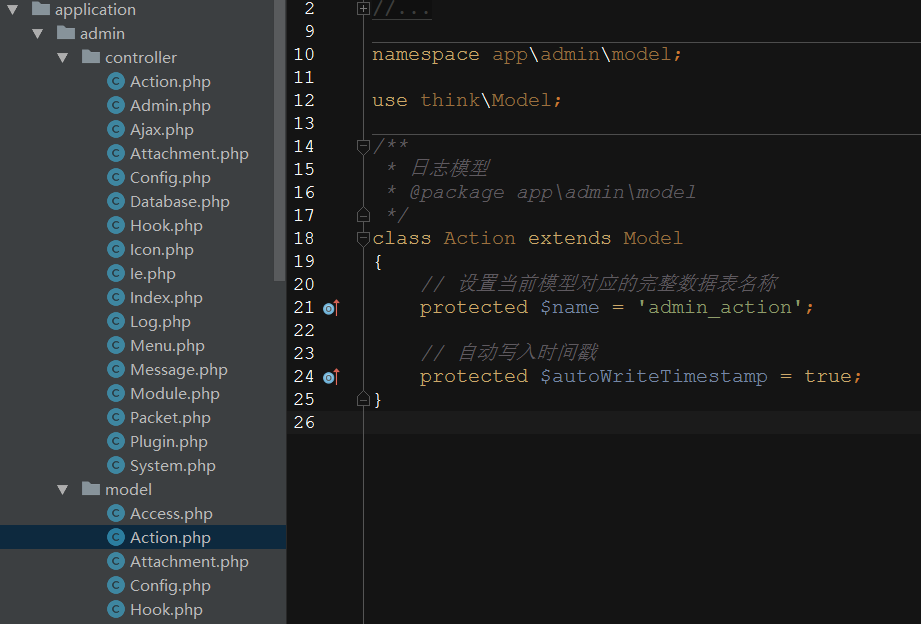 application
admin
controller
Action.php
Admin.php
Ajax.php
Attachment.php
Config.php
Database.php
Hook.php
Icon.php
Ie.php
Index.php
Log.php
Menu.php
Message.php
Module.php
Packet.php
Plugin.php
System.php
model
Access.php
Action.php
Attachment.php
Config.php
Hook.php
2 //...
9
10 namespace app\admin\model;
11
12 use think\Model;
13
14 /**
15 * 日志模型
16 * @package app\admin\model
17 */
18 class Action extends Model
19 {
20 // 设置当前模型对应的完整数据表名称
21 protected $name = 'admin_action';
22
23 // 自动写入时间戳
24 protected $autoWriteTimestamp = true;
25 }
26